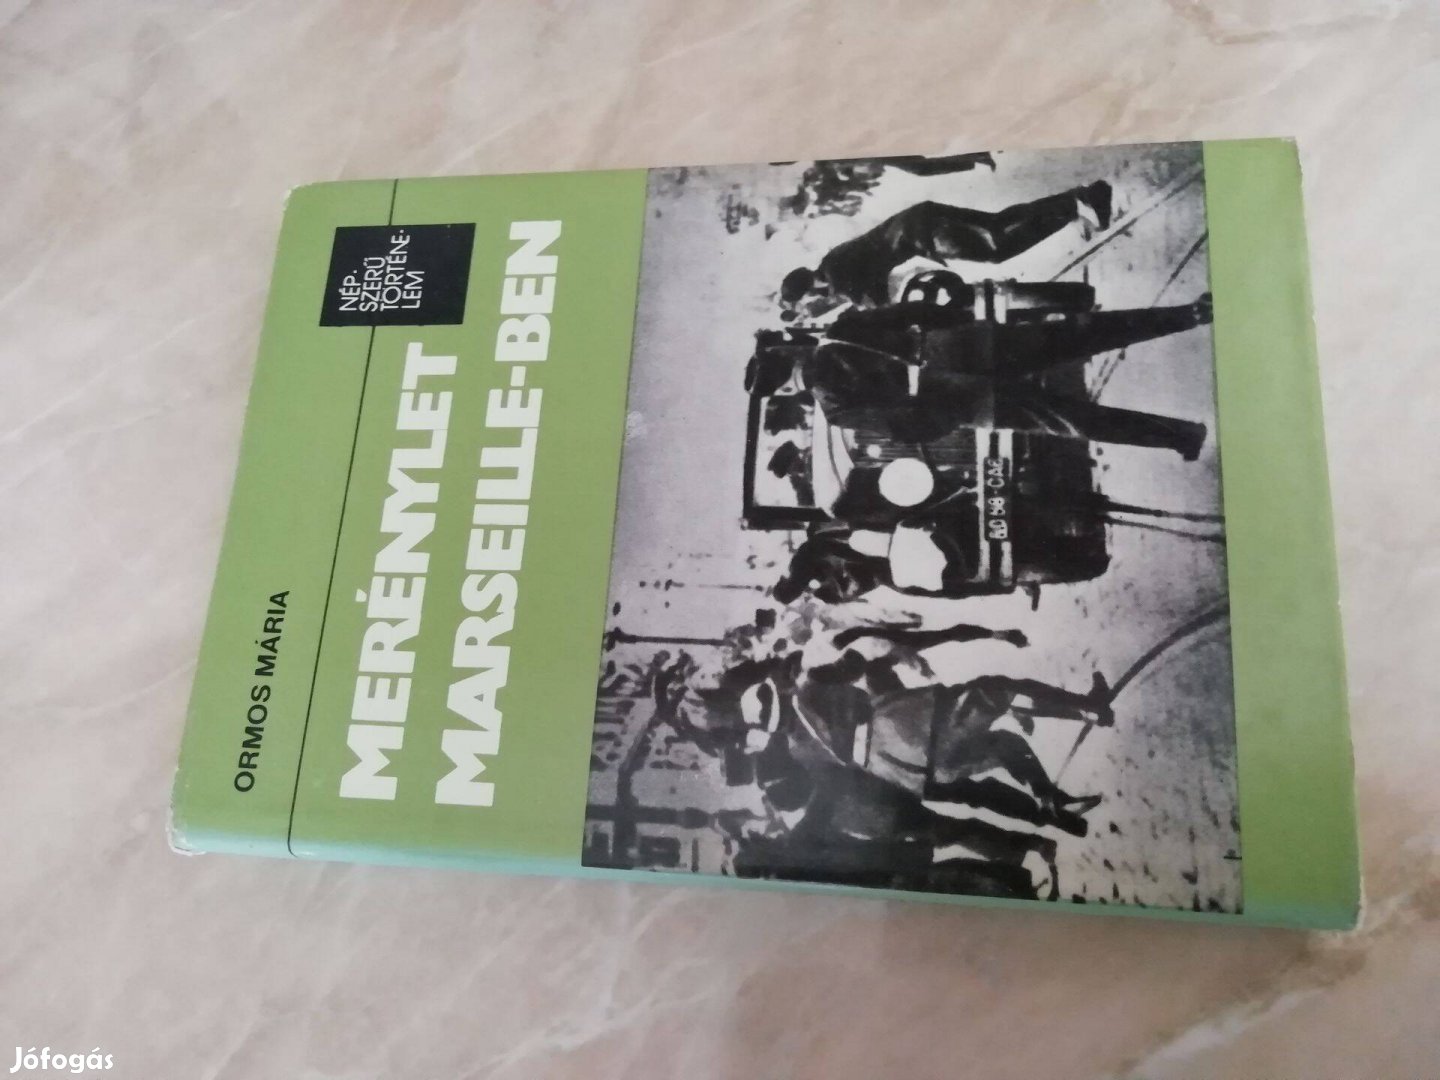 ORMOS MÁRIA
NÉP-
SZERŰ
TÖRTÉNE-
LEM
MERÉNYLET
MARSEILLE-BEN
Jófogás